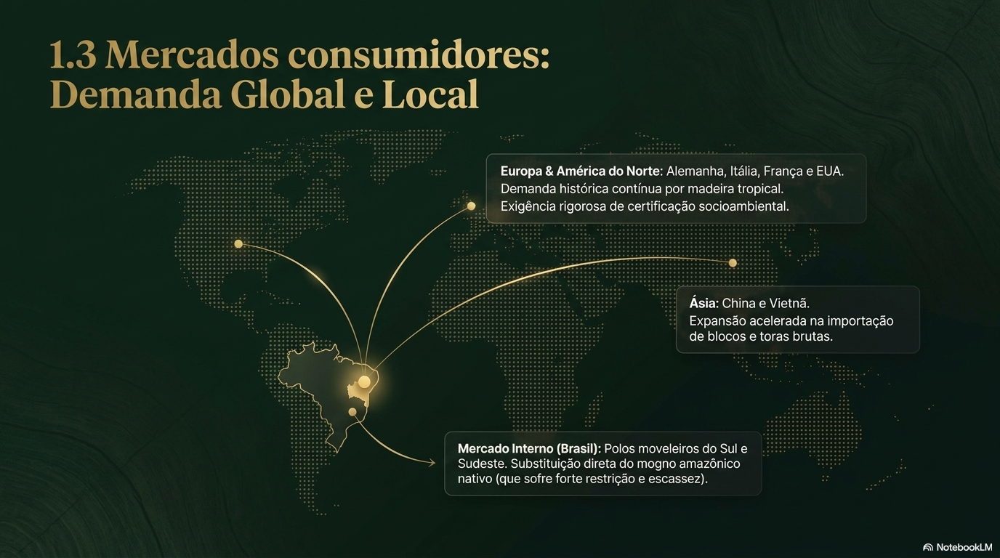 1.3 Mercados consumidores:
Demanda Global e Local
Europa & América do Norte: Alemanha, Itália, França e EUA.
Demanda histórica contínua por madeira tropical.
Exigência rigorosa de certificação socioambiental.
Ásia: China e Vietnã.
Expansão acelerada na importação
de blocos e toras brutas.
Mercado Interno (Brasil): Polos moveleiros do Sul e
Sudeste. Substituição direta do mogno amazônico
nativo (que sofre forte restrição e escassez).
NotebookLM